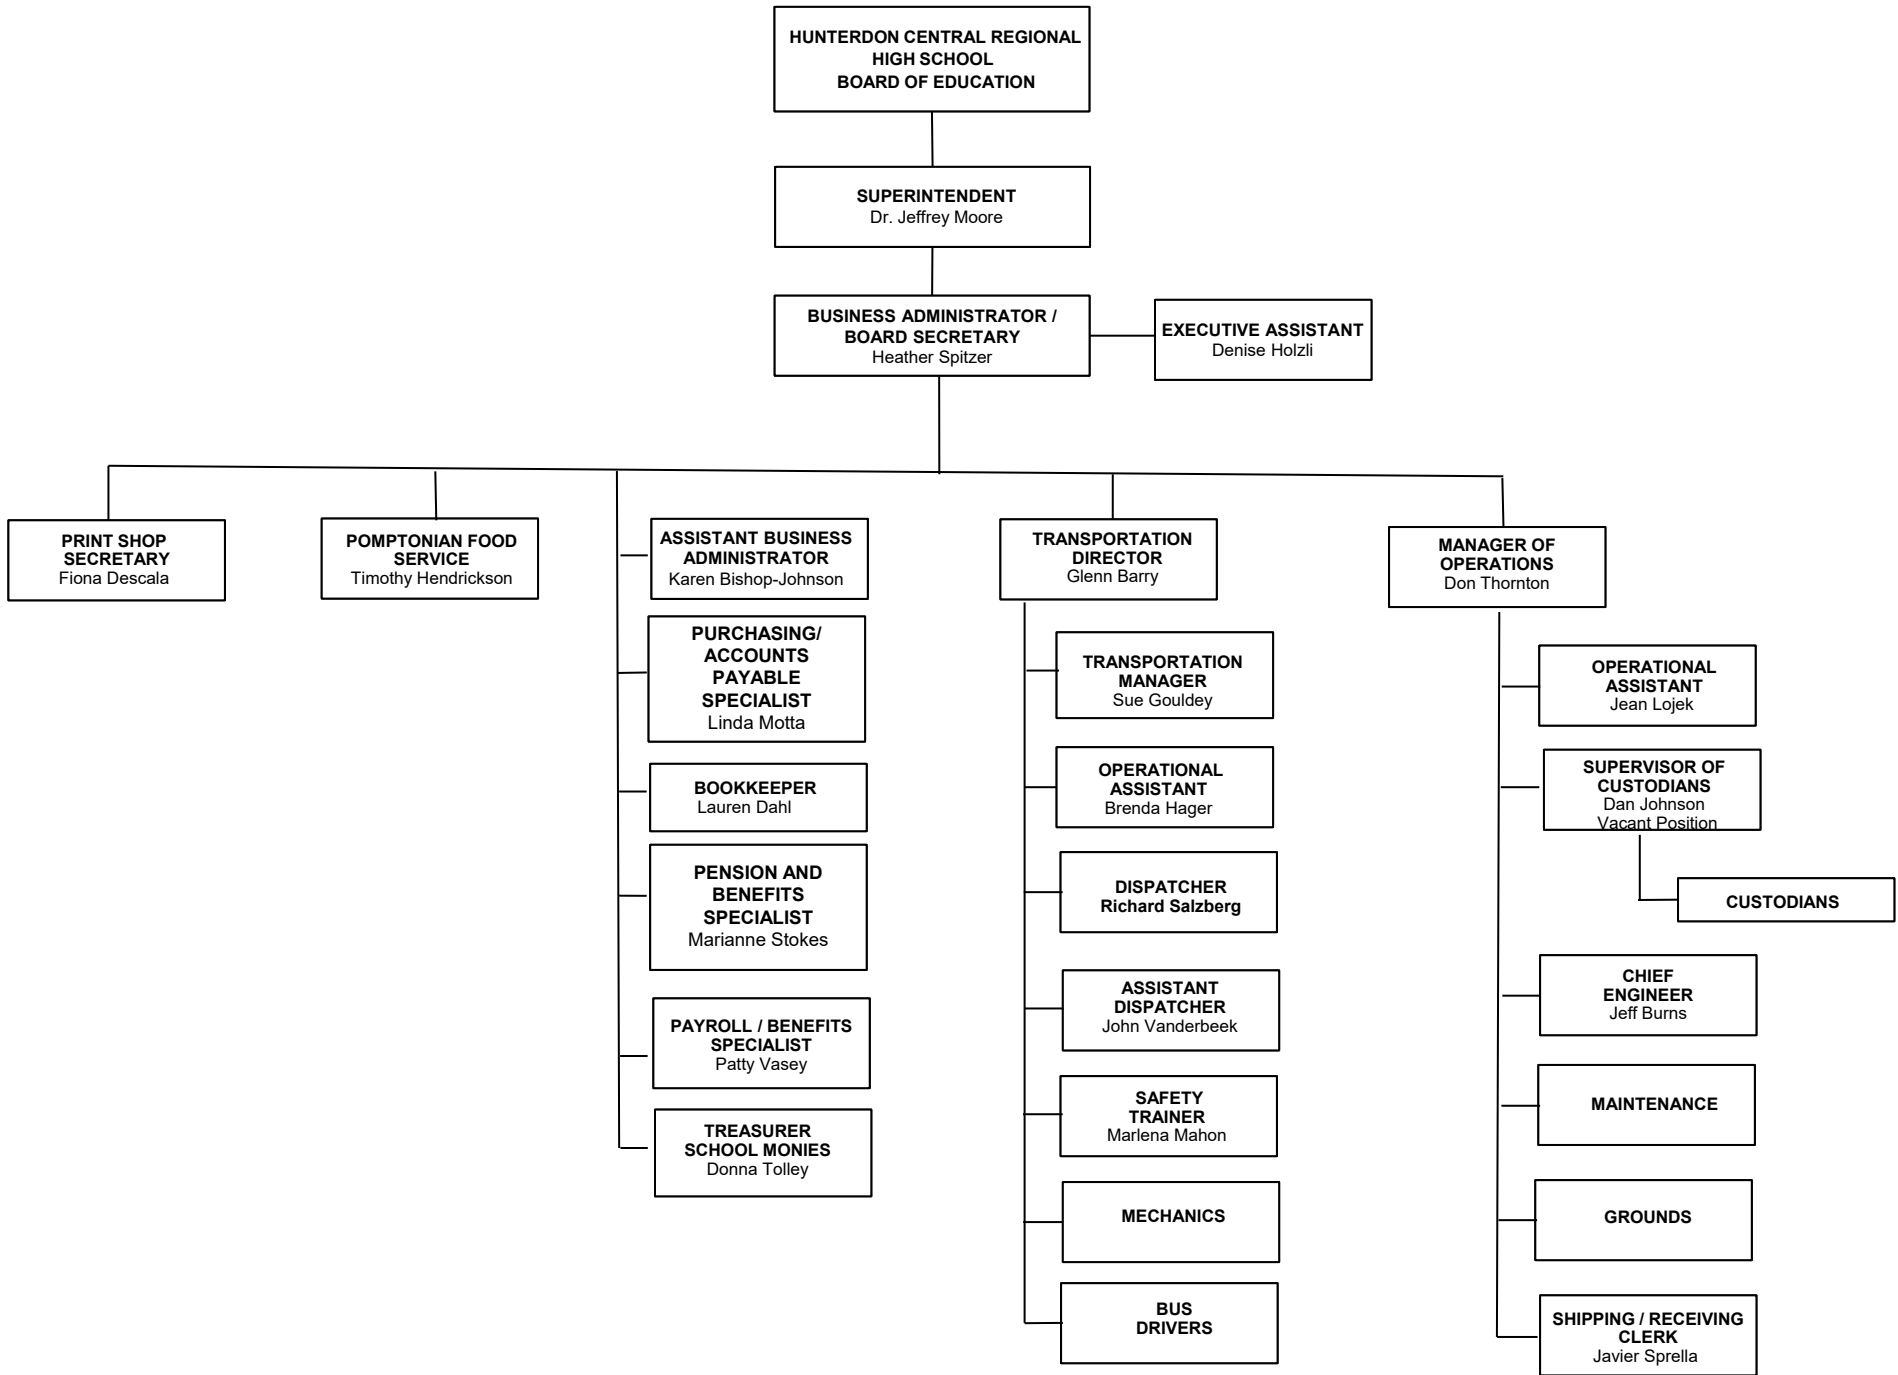 HUNTERDON CENTRAL REGIONAL
HIGH SCHOOL
BOARD OF EDUCATION
SUPERINTENDENT
Dr. Jeffrey Moore
BUSINESS ADMINISTRATOR /
BOARD SECRETARY
Heather Spitzer
EXECUTIVE ASSISTANT
Denise Holzli
PRINT SHOP
SECRETARY
Fiona Descala
POMPTONIAN FOOD
SERVICE
Timothy Hendrickson
ASSISTANT BUSINESS
ADMINISTRATOR
Karen Bishop-Johnson
PURCHASING/
ACCOUNTS
PAYABLE
SPECIALIST
Linda Motta
BOOKKEEPER
Lauren Dahl
PENSION AND
BENEFITS
SPECIALIST
Marianne Stokes
PAYROLL / BENEFITS
SPECIALIST
Patty Vasey
TREASURER
SCHOOL MONIES
Donna Tolley
TRANSPORTATION
DIRECTOR
Glenn Barry
TRANSPORTATION
MANAGER
Sue Gouldey
OPERATIONAL
ASSISTANT
Brenda Hager
DISPATCHER
Richard Salzberg
ASSISTANT
DISPATCHER
John Vanderbeek
SAFETY
TRAINER
Marlena Mahon
MECHANICS
BUS
DRIVERS
MANAGER OF
OPERATIONS
Don Thornton
OPERATIONAL
ASSISTANT
Jean Lojek
SUPERVISOR OF
CUSTODIANS
Dan Johnson
Vacant Position
CUSTODIANS
CHIEF
ENGINEER
Jeff Burns
MAINTENANCE
GROUNDS
SHIPPING / RECEIVING
CLERK
Javier Sprella